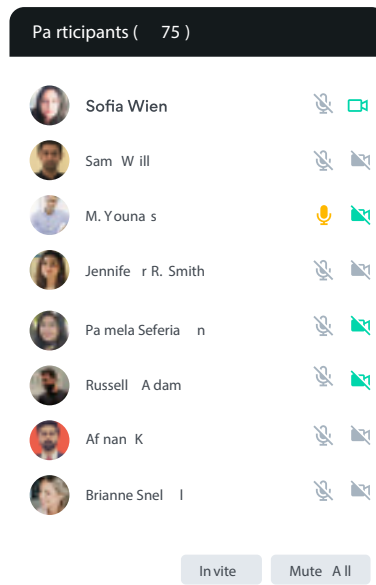 Participants ( 75 )
Sofia Wien
Sam Will
M. Younas
Jennifer R. Smith
Pamela Seferian
Russell Adam
Afnan K
Brianne Snell
Invite Mute All